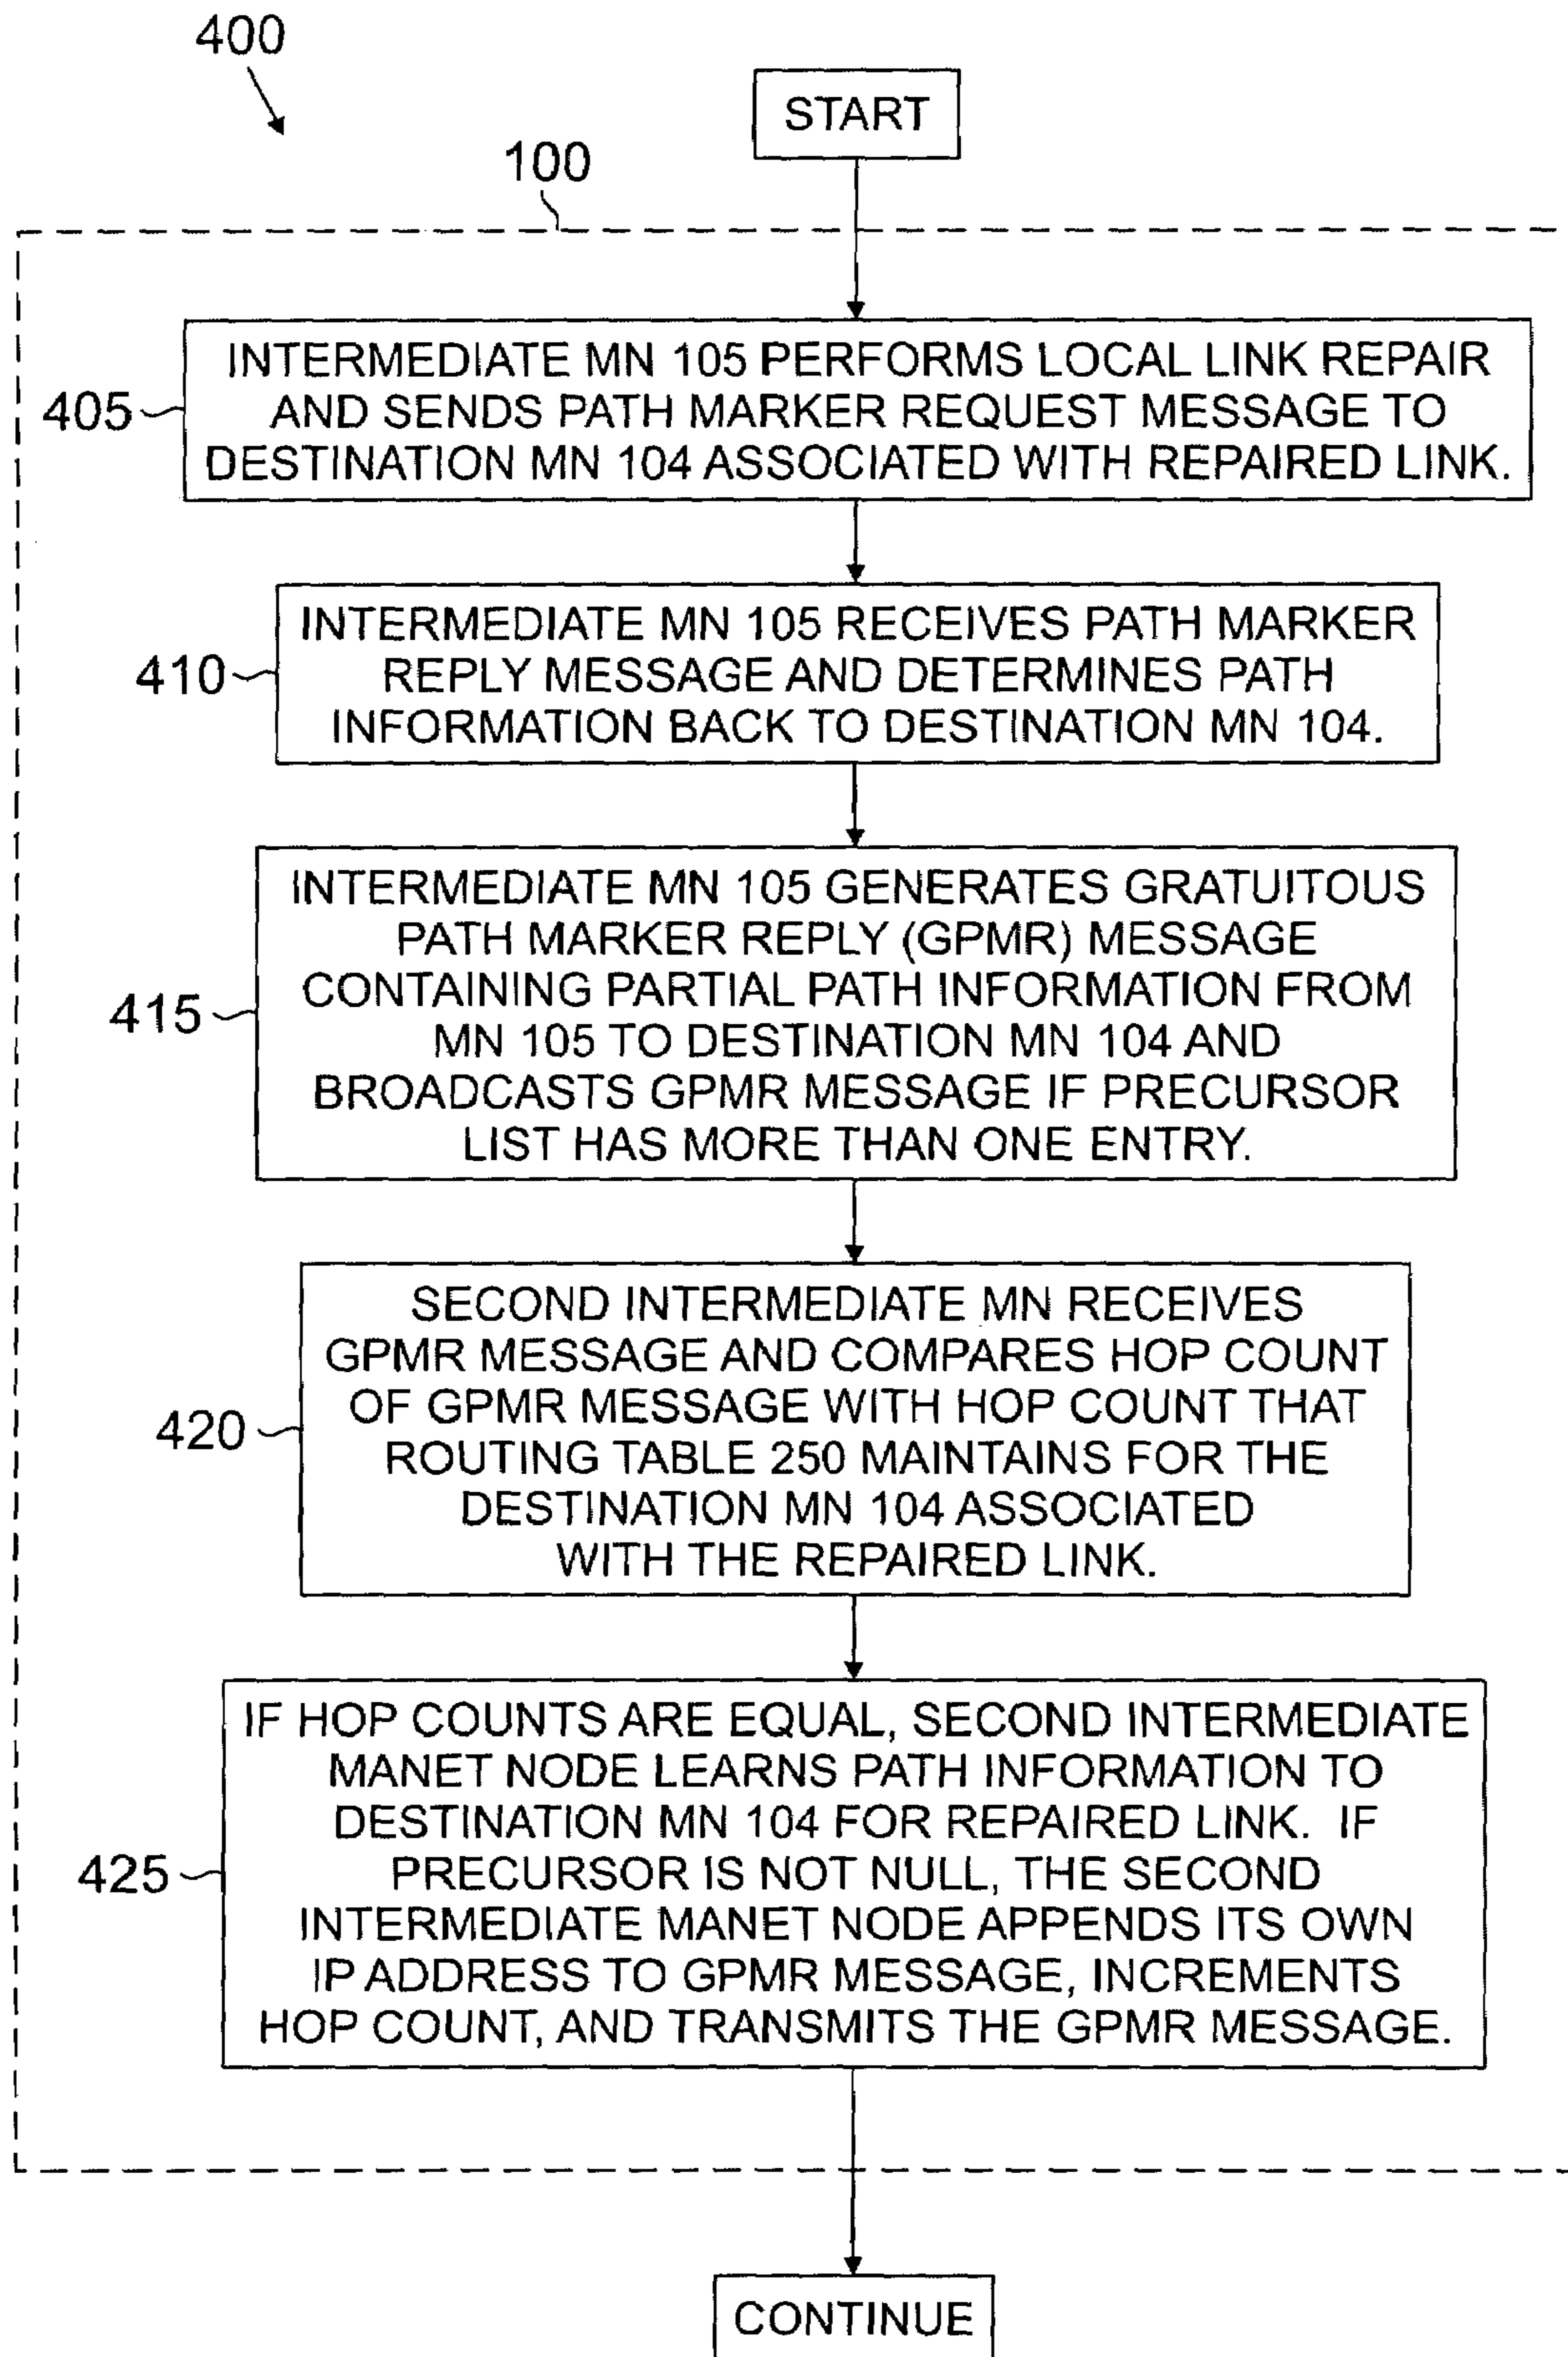 400
START
100
405
INTERMEDIATE MN 105 PERFORMS LOCAL LINK REPAIR
AND SENDS PATH MARKER REQUEST MESSAGE TO
DESTINATION MN 104 ASSOCIATED WITH REPAIRED LINK.
410
INTERMEDIATE MN 105 RECEIVES PATH MARKER
REPLY MESSAGE AND DETERMINES PATH
INFORMATION BACK TO DESTINATION MN 104.
415
INTERMEDIATE MN 105 GENERATES GRATUITOUS
PATH MARKER REPLY (GPMR) MESSAGE
CONTAINING PARTIAL PATH INFORMATION FROM
MN 105 TO DESTINATION MN 104 AND
BROADCASTS GPMR MESSAGE IF PRECURSOR
LIST HAS MORE THAN ONE ENTRY.
420
SECOND INTERMEDIATE MN RECEIVES
GPMR MESSAGE AND COMPARES HOP COUNT
OF GPMR MESSAGE WITH HOP COUNT THAT
ROUTING TABLE 250 MAINTAINS FOR THE
DESTINATION MN 104 ASSOCIATED
WITH THE REPAIRED LINK.
425
IF HOP COUNTS ARE EQUAL, SECOND INTERMEDIATE
MANET NODE LEARNS PATH INFORMATION TO
DESTINATION MN 104 FOR REPAIRED LINK. IF
PRECURSOR IS NOT NULL, THE SECOND
INTERMEDIATE MANET NODE APPENDS ITS OWN
IP ADDRESS TO GPMR MESSAGE, INCREMENTS
HOP COUNT, AND TRANSMITS THE GPMR MESSAGE.
CONTINUE